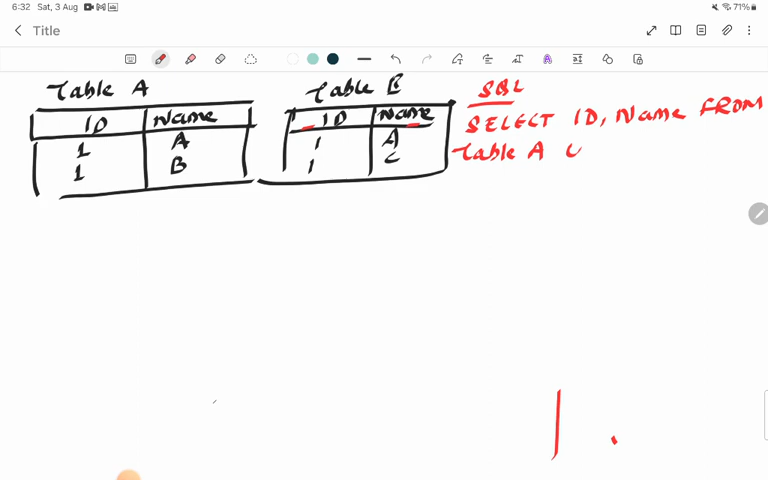 6:32 Sat, 3 Aug 71%
Title
Table A
ID Name
1 A
1 B
Table B
ID Name
1 A
1 C
SQL
SELECT ID, Name FROM
Table A U